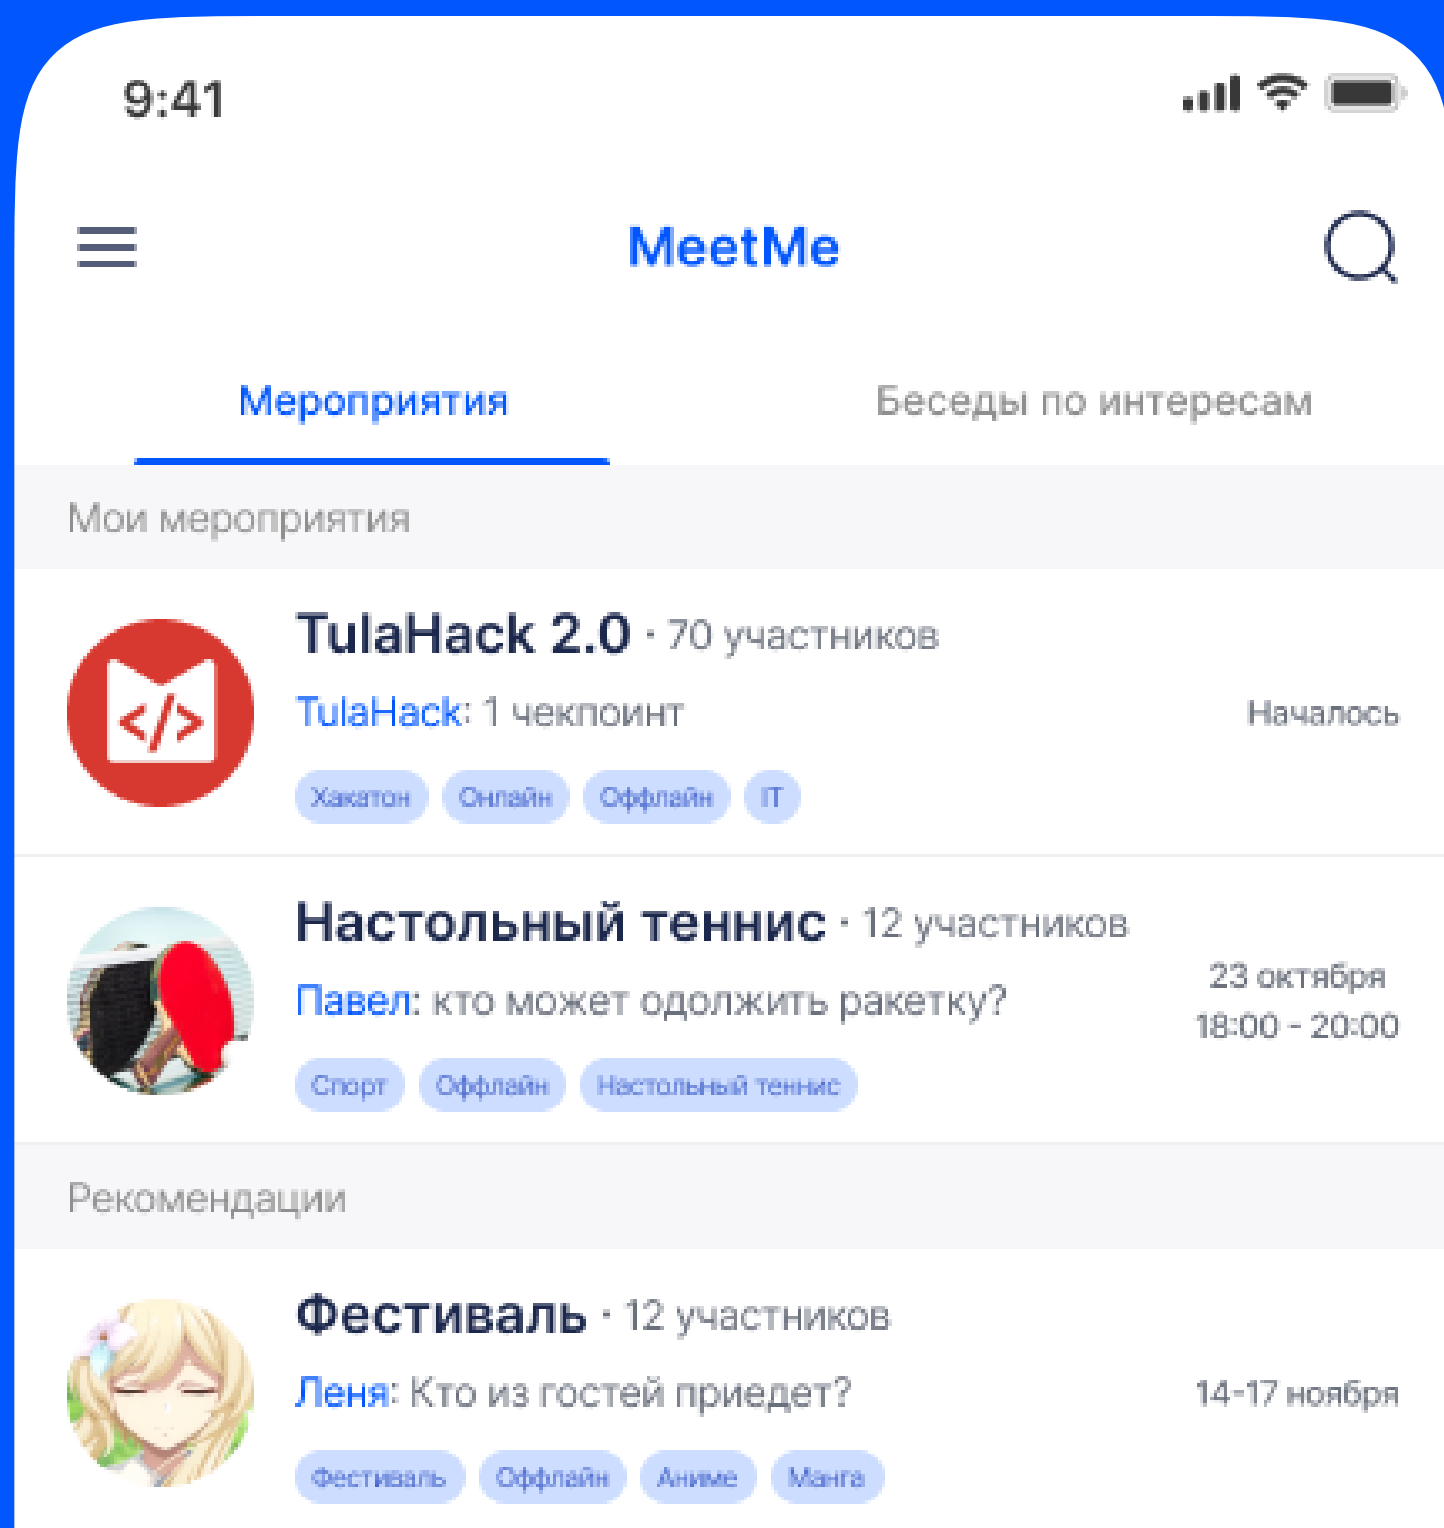 9:41
MeetMe
Мероприятия Беседы по интересам
Мои мероприятия
TulaHack 2.0 · 70 участников
TulaHack: 1 чекпоинт
Началось
Хакатон Онлайн Оффлайн IT
</>
Настольный теннис · 12 участников
Павел: кто может одолжить ракетку?
23 октября
18:00 - 20:00
Спорт Оффлайн Настольный теннис
Рекомендации
Фестиваль · 12 участников
Леня: Кто из гостей приедет?
14-17 ноября
Фестиваль Оффлайн Аниме Манга